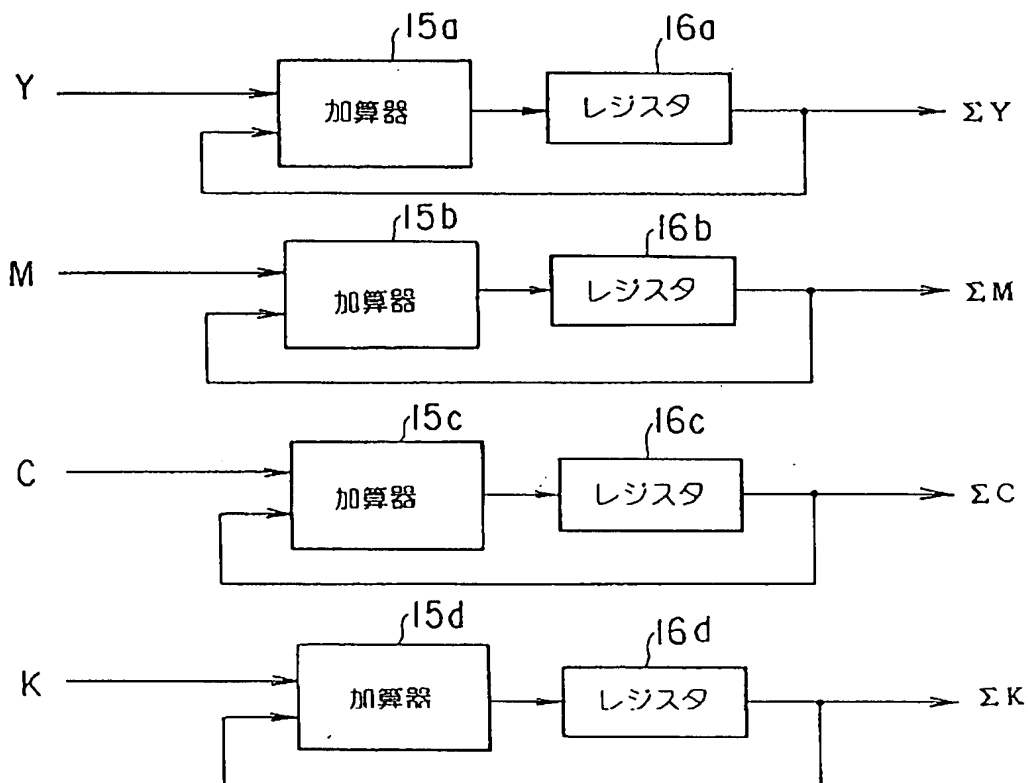 15a 16a
Y 加算器 レジスタ ΣY
15b 16b
M 加算器 レジスタ ΣM
15c 16c
C 加算器 レジスタ ΣC
15d 16d
K 加算器 レジスタ ΣK